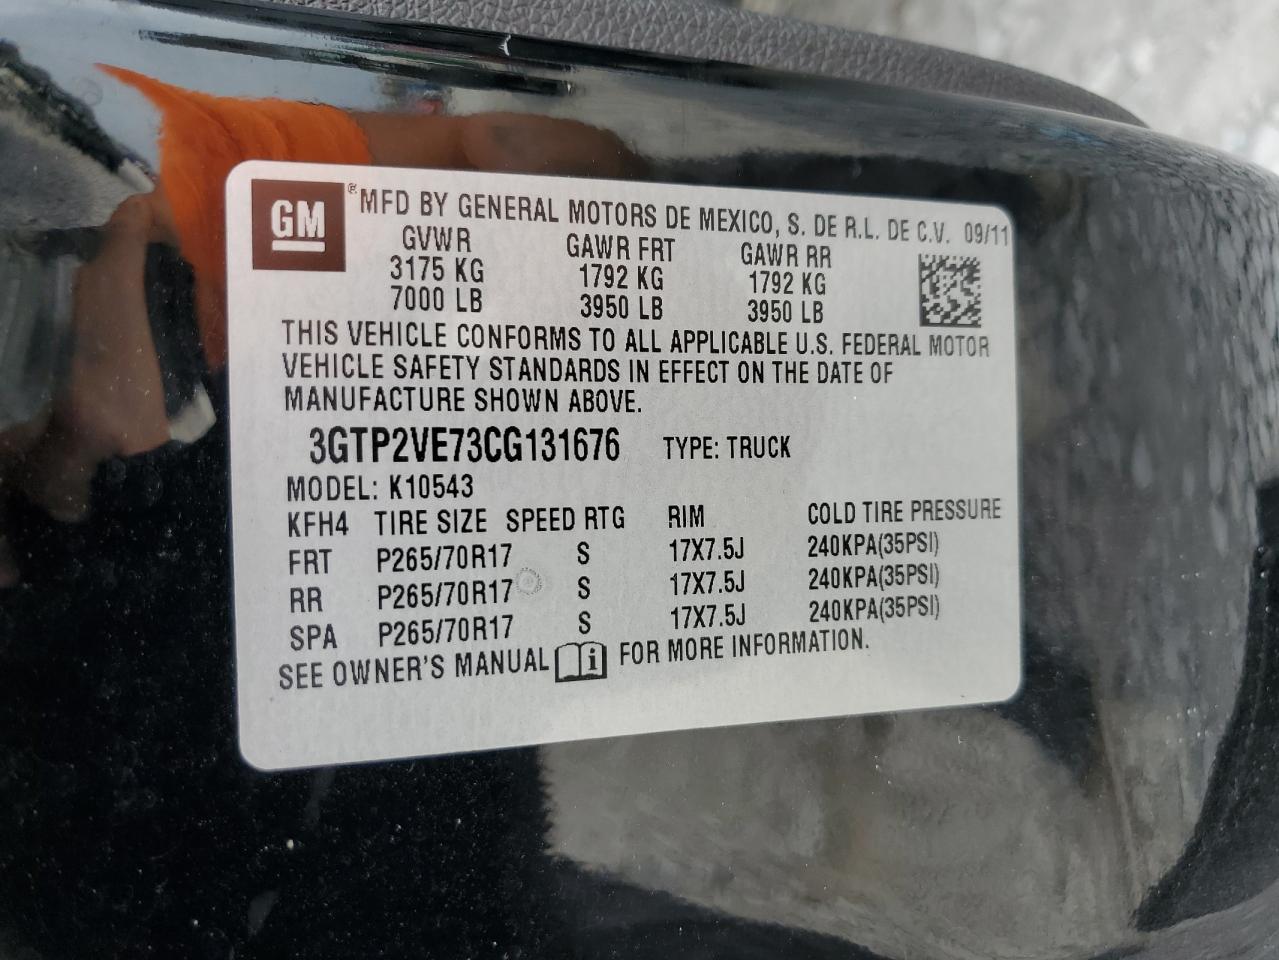 GM ® MFD BY GENERAL MOTORS DE MEXICO, S. DE R.L. DE C.V. 09/11
GVWR GAWR FRT GAWR RR
3175 KG 1792 KG 1792 KG
7000 LB 3950 LB 3950 LB
THIS VEHICLE CONFORMS TO ALL APPLICABLE U.S. FEDERAL MOTOR
VEHICLE SAFETY STANDARDS IN EFFECT ON THE DATE OF
MANUFACTURE SHOWN ABOVE.
3GTP2VE73CG131676 TYPE: TRUCK
MODEL: K10543
KFH4 TIRE SIZE SPEED RTG RIM COLD TIRE PRESSURE
FRT P265/70R17 S 17X7.5J 240KPA(35PSI)
RR P265/70R17 S 17X7.5J 240KPA(35PSI)
SPA P265/70R17 S 17X7.5J 240KPA(35PSI)
SEE OWNER'S MANUAL i FOR MORE INFORMATION.